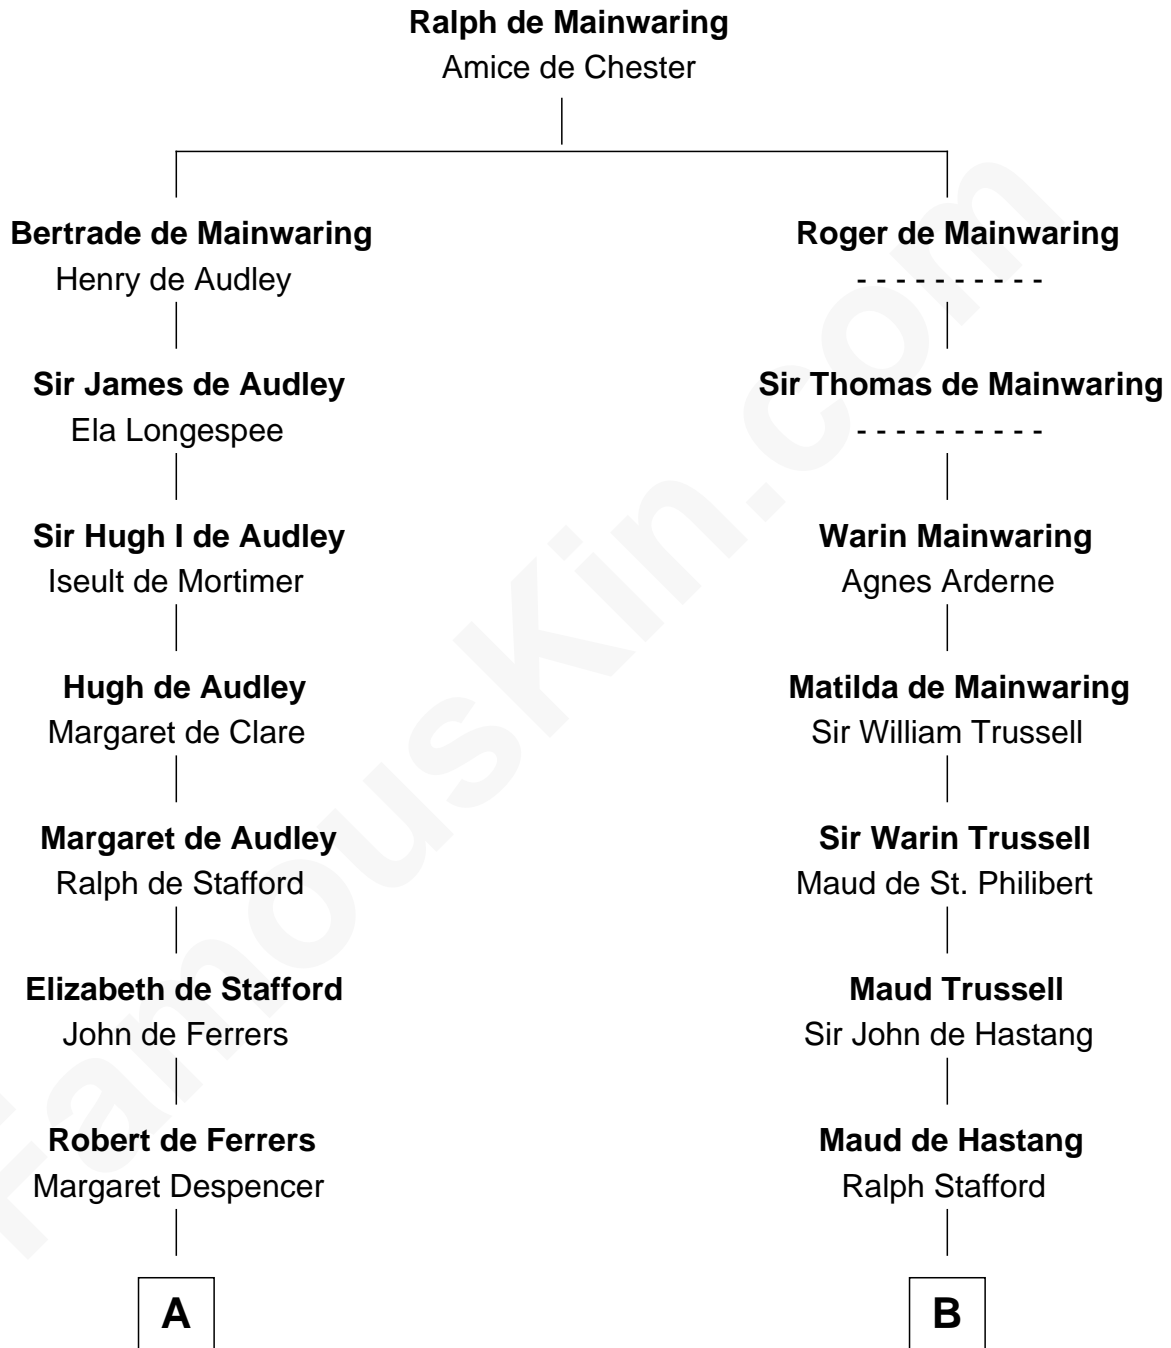 Ralph de Mainwaring
Amice de Chester
Bertrade de Mainwaring
Henry de Audley
Roger de Mainwaring
- - - - - - - - - -
Sir James de Audley
Ela Longespee
Sir Thomas de Mainwaring
- - - - - - - - - -
Sir Hugh I de Audley
Iseult de Mortimer
Warin Mainwaring
Agnes Arderne
Hugh de Audley
Margaret de Clare
Matilda de Mainwaring
Sir William Trussell
Margaret de Audley
Ralph de Stafford
Sir Warin Trussell
Maud de St. Philibert
Elizabeth de Stafford
John de Ferrers
Maud Trussell
Sir John de Hastang
Robert de Ferrers
Margaret Despencer
Maud de Hastang
Ralph Stafford
A
B
FamousKin.com